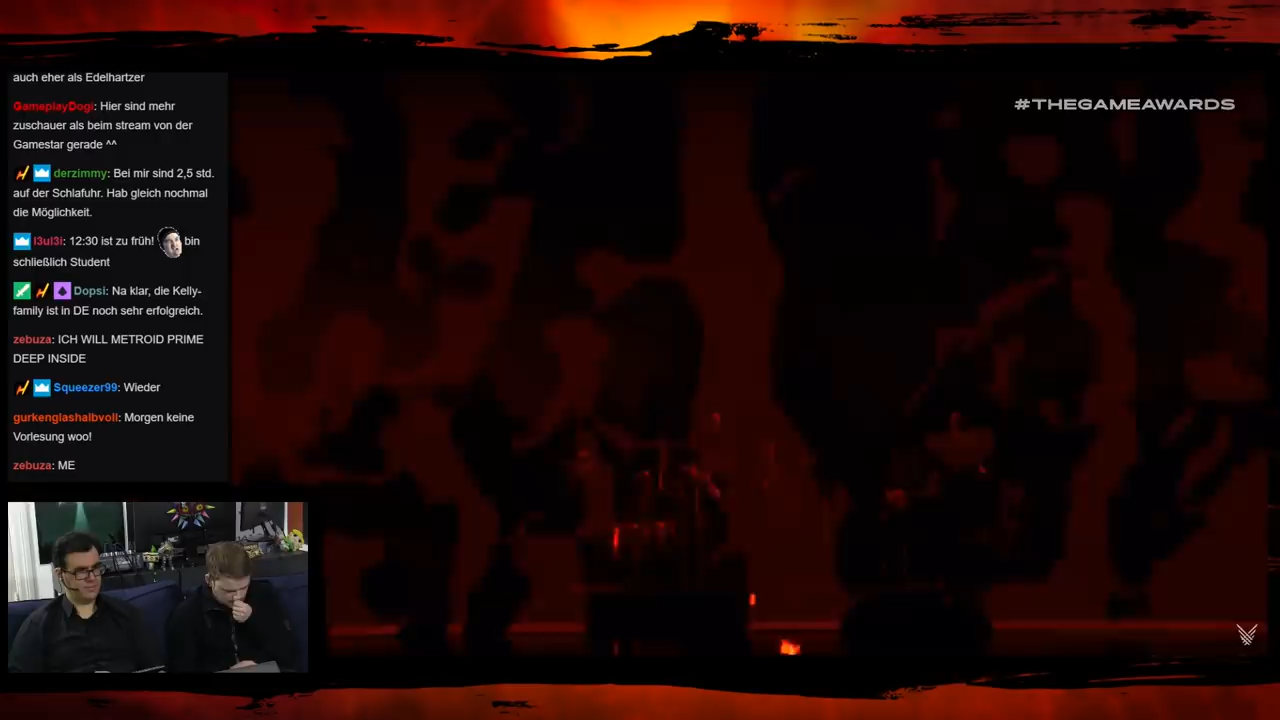 auch eher als Edelhartzer
GameplayDogi: Hier sind mehr
zuschauer als beim stream von der
Gamestar gerade ^^
derzimmy: Bei mir sind 2,5 std.
auf der Schlafuhr. Hab gleich nochmal
die Möglichkeit.
l3ul3i: 12:30 ist zu früh! bin
schließlich Student
Dopsi: Na klar, die Kelly-
family ist in DE noch sehr erfolgreich.
zebuza: ICH WILL METROID PRIME
DEEP INSIDE
Squeezer99: Wieder
gurkenglashalbvoll: Morgen keine
Vorlesung woo!
zebuza: ME
#THEGAMEAWARDS